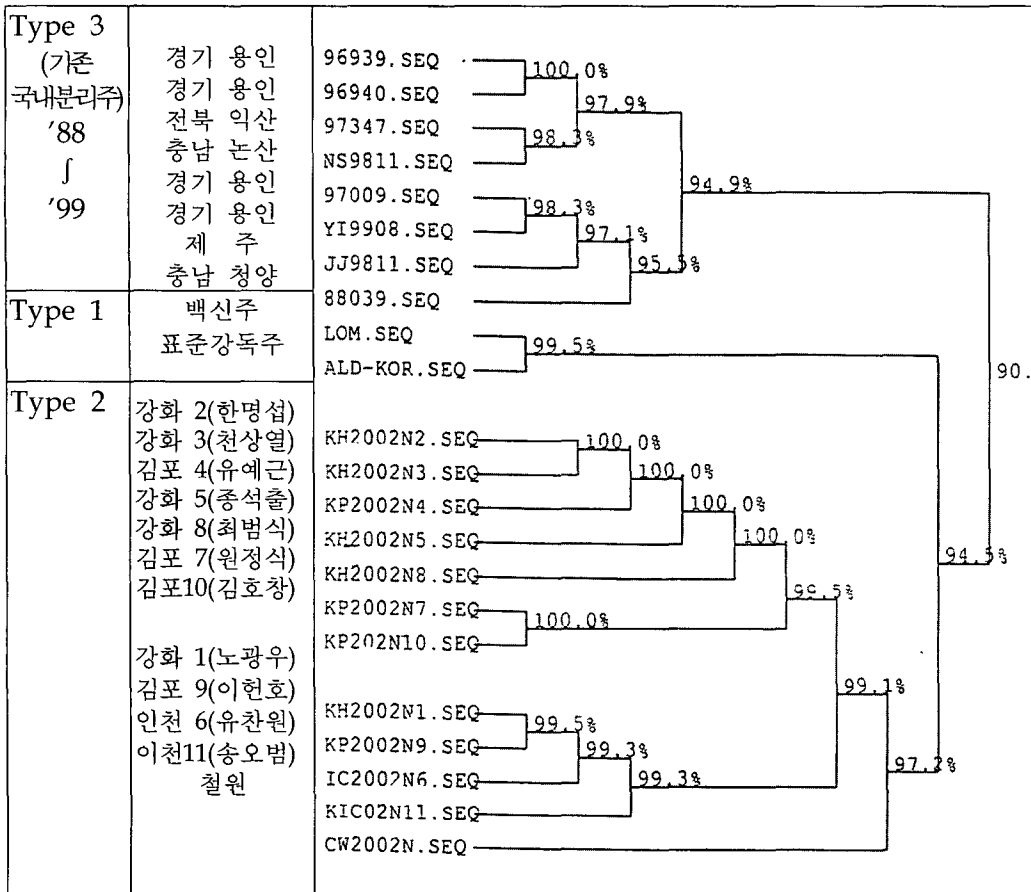 Type 3
(기존
국내분리주)
'88
∫
'99
경기 용인
경기 용인
전북 익산
충남 논산
경기 용인
경기 용인
제 주
충남 청양
96939.SEQ
96940.SEQ
97347.SEQ
NS9811.SEQ
97009.SEQ
YI9908.SEQ
JJ9811.SEQ
88039.SEQ
100.0%
97.9%
98.3%
94.9%
98.3%
97.1%
95.5%
Type 1
백신주
표준강독주
LOM.SEQ
ALD-KOR.SEQ
99.5%
90.
Type 2
강화 2(한명섭)
강화 3(천상열)
김포 4(유예근)
강화 5(종석출)
강화 8(최범식)
김포 7(원정식)
김포10(김호창)
강화 1(노광우)
김포 9(이헌호)
인천 6(유찬원)
이천11(송오범)
철원
KH2002N2.SEQ
KH2002N3.SEQ
KP2002N4.SEQ
KH2002N5.SEQ
KH2002N8.SEQ
KP2002N7.SEQ
KP202N10.SEQ
KH2002N1.SEQ
KP2002N9.SEQ
IC2002N6.SEQ
KIC02N11.SEQ
CW2002N.SEQ
100.0%
100.0%
100.0%
100.0%
94.5%
99.5%
100.0%
99.1%
99.5%
99.3%
97.2%
99.3%